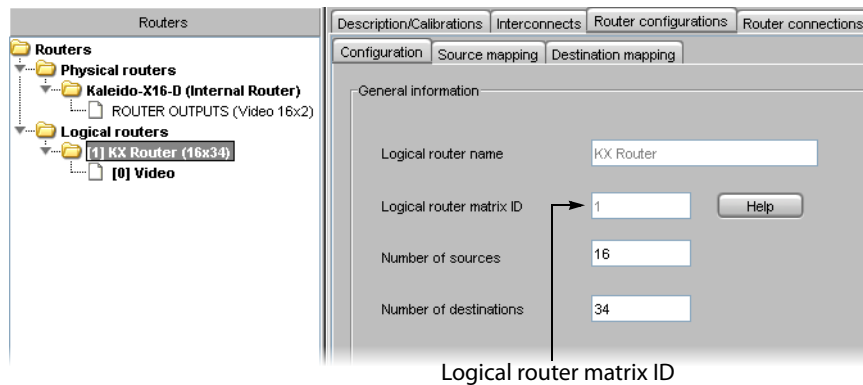 Routers
Routers
Physical routers
Kaleido-X16-D (Internal Router)
ROUTER OUTPUTS (Video 16x2)
Logical routers
[1] KX Router (16x34)
[0] Video
Description/Calibrations Interconnects Router configurations Router connections
Configuration Source mapping Destination mapping
General information
Logical router name KX Router
Logical router matrix ID 1 Help
Number of sources 16
Number of destinations 34
Logical router matrix ID